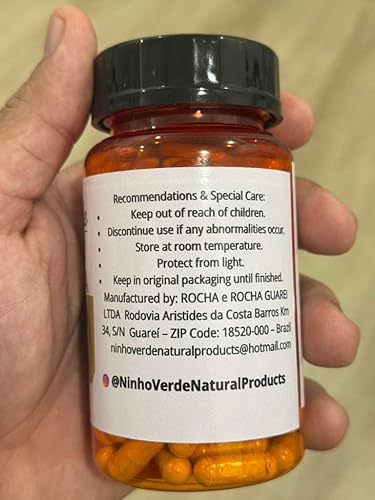 Recommendations & Special Care:
• Keep out of reach of children.
• Discontinue use if any abnormalities occur.
• Store at room temperature.
• Protect from light.
• Keep in original packaging until finished.
Manufactured by: ROCHA e ROCHA GUAREI
LTDA Rodovia Aristides da Costa Barros Km
34, S/N Guareí – ZIP Code: 18520-000 – Brazil
ninhoverdenaturalproducts@hotmail.com
@NinhoVerdeNaturalProducts